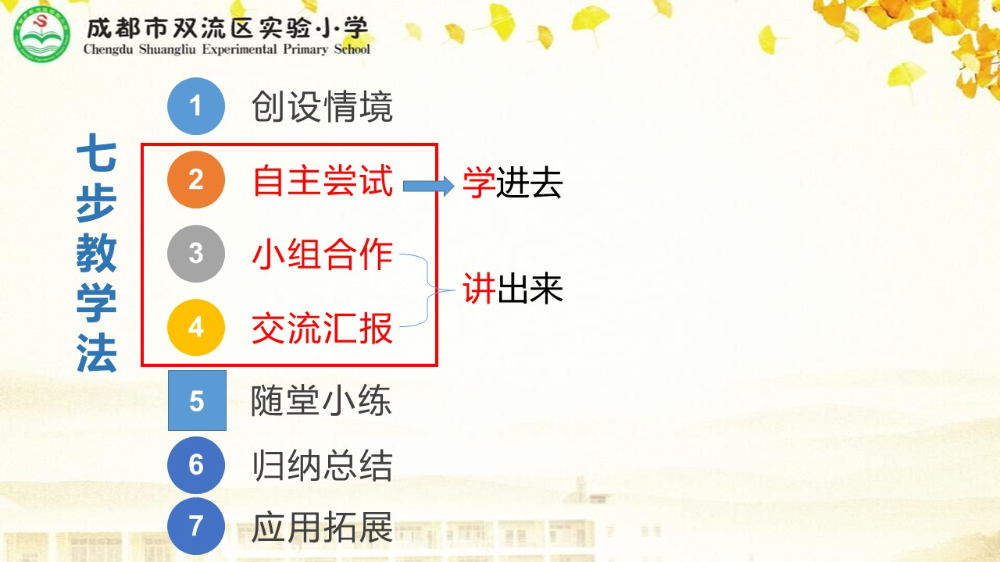 成都市双流区实验小学
Chengdu Shuangliu Experimental Primary School
七步教学法
1 创设情境
2 自主尝试 学进去
3 小组合作
讲出来
4 交流汇报
5 随堂小练
6 归纳总结
7 应用拓展